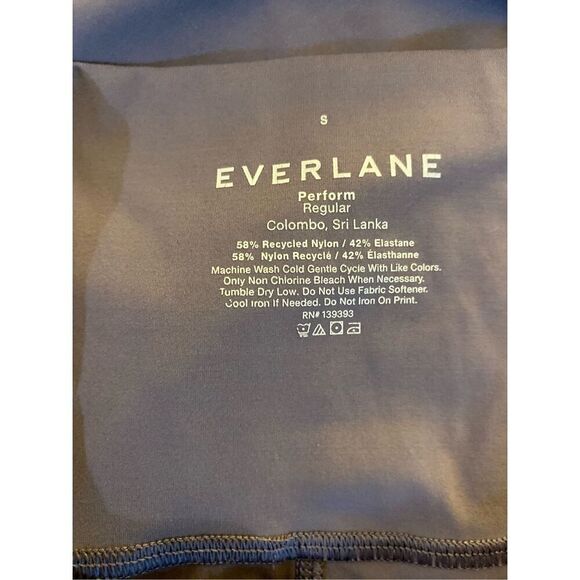 S
EVERLANE
Perform
Regular
Colombo, Sri Lanka
58% Recycled Nylon / 42% Elastane
58% Nylon Recyclé / 42% Élasthanne
Machine Wash Cold Gentle Cycle With Like Colors.
Only Non Chlorine Bleach When Necessary.
Tumble Dry Low. Do Not Use Fabric Softener.
Cool Iron If Needed. Do Not Iron On Print.
RN# 139393